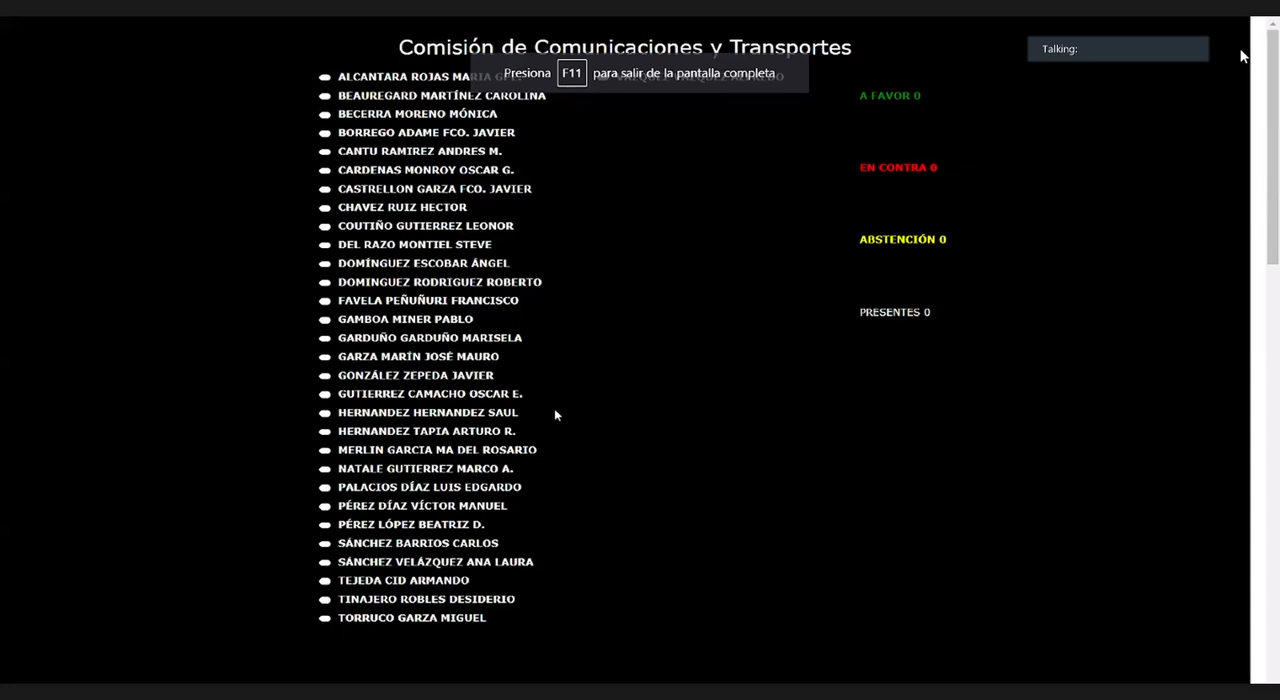 Comisión de Comunicaciones y Transportes
Talking:
Presiona F11 para salir de la pantalla completa
ALCANTARA ROJAS MARIA
VAZQUEZ VAZQUEZ ALFREDO
BEAUREGARD MARTÍNEZ CAROLINA
BECERRA MORENO MÓNICA
BORREGO ADAME FCO. JAVIER
CANTU RAMIREZ ANDRES M.
CARDENAS MONROY OSCAR G.
CASTRELLON GARZA FCO. JAVIER
CHAVEZ RUIZ HECTOR
COUTIÑO GUTIERREZ LEONOR
DEL RAZO MONTIEL STEVE
DOMÍNGUEZ ESCOBAR ÁNGEL
DOMINGUEZ RODRIGUEZ ROBERTO
FAVELA PEÑUÑURI FRANCISCO
GAMBOA MINER PABLO
GARDUÑO GARDUÑO MARISELA
GARZA MARÍN JOSÉ MAURO
GONZÁLEZ ZEPEDA JAVIER
GUTIERREZ CAMACHO OSCAR E.
HERNANDEZ HERNANDEZ SAUL
HERNANDEZ TAPIA ARTURO R.
MERLIN GARCIA MA DEL ROSARIO
NATALE GUTIERREZ MARCO A.
PALACIOS DÍAZ LUIS EDGARDO
PÉREZ DÍAZ VÍCTOR MANUEL
PÉREZ LÓPEZ BEATRIZ D.
SÁNCHEZ BARRIOS CARLOS
SÁNCHEZ VELÁZQUEZ ANA LAURA
TEJEDA CID ARMANDO
TINAJERO ROBLES DESIDERIO
TORRUCO GARZA MIGUEL
A FAVOR 0
EN CONTRA 0
ABSTENCIÓN 0
PRESENTES 0